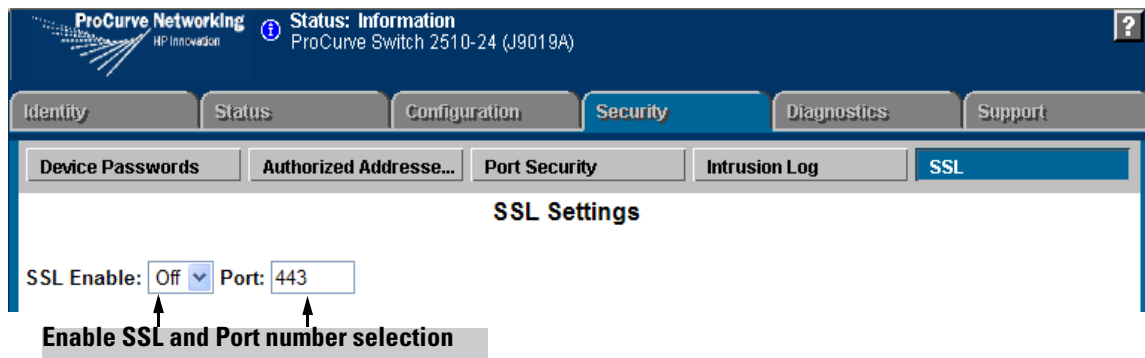 ProCurve Networking
HP Innovation
Status: Information
ProCurve Switch 2510-24 (J9019A)
?
Identity Status Configuration Security Diagnostics Support
Device Passwords Authorized Addresse... Port Security Intrusion Log SSL
SSL Settings
SSL Enable: Off Port: 443
Enable SSL and Port number selection